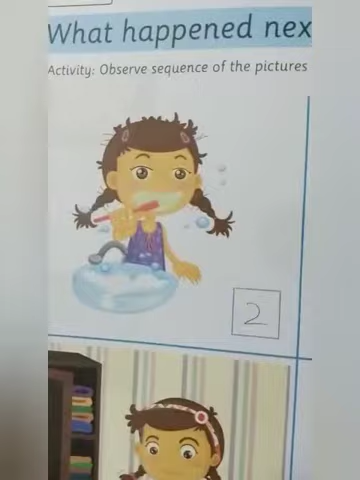 What happened nex
Activity: Observe sequence of the pictures
2